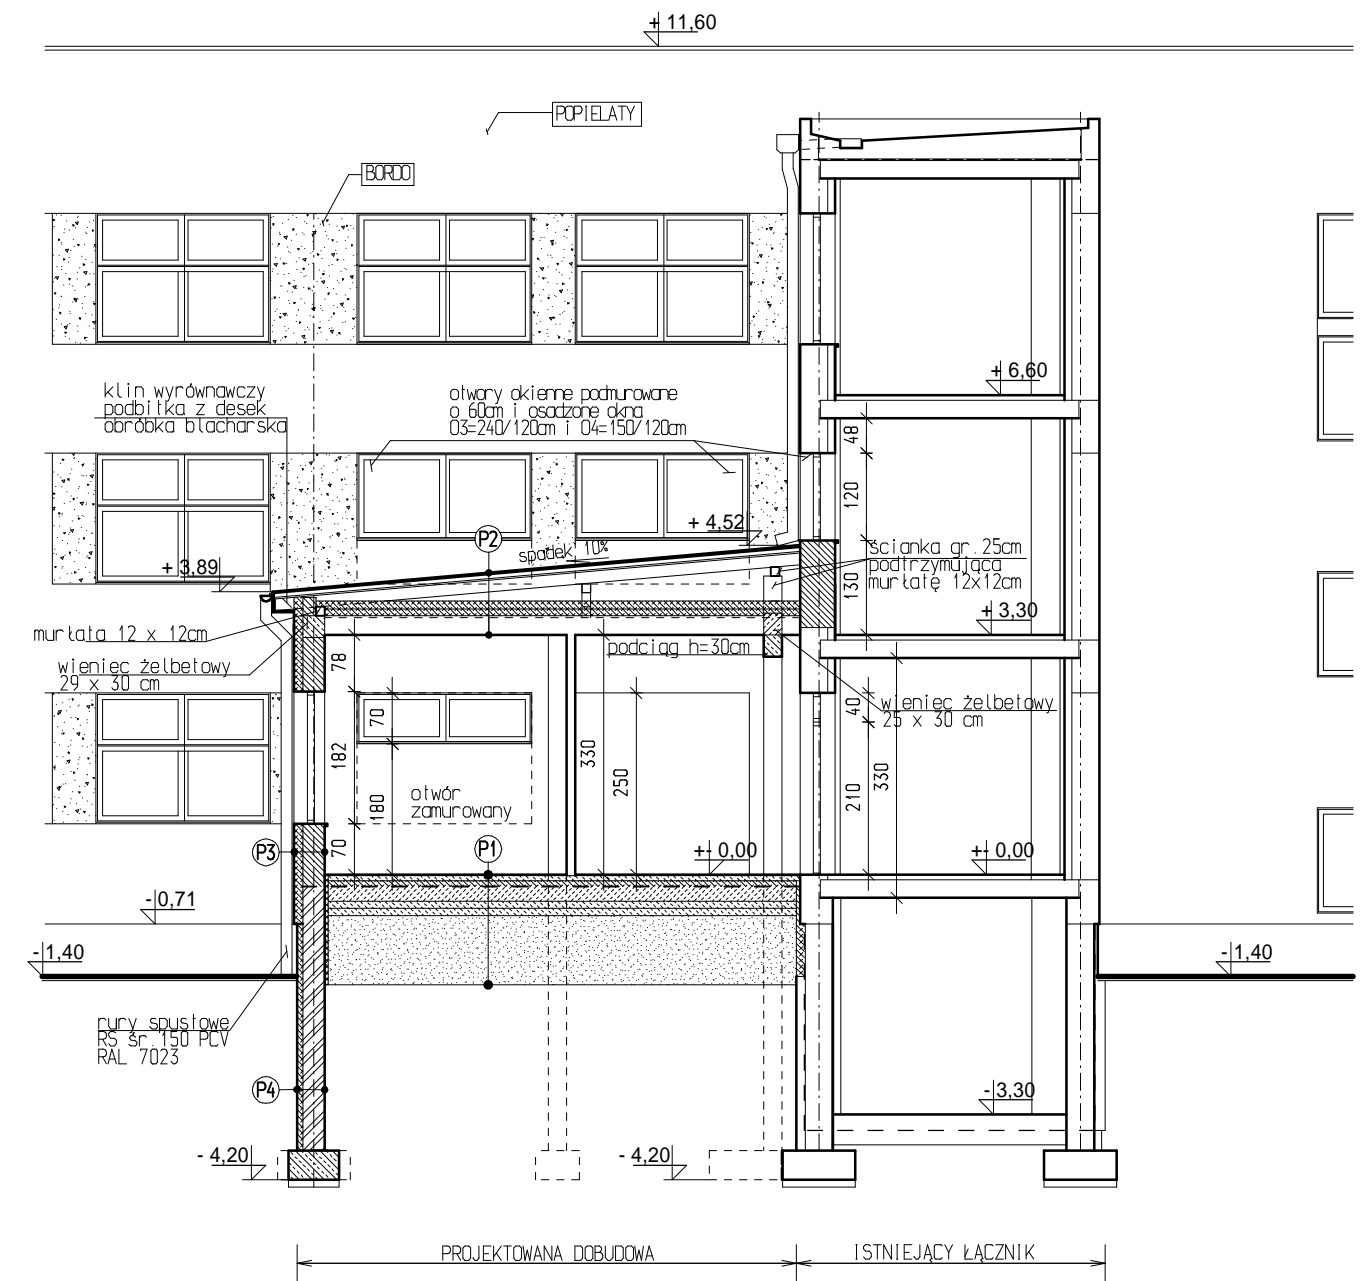 + 11,60
POPIELATY
BORDO
+ 6,60
klin wyrównawczy
podbitka z desek
obróbka blacharska
otwory okienne podmurowane
o 60cm i osadzone okna
O3=240/120cm i O4=150/120cm
48
120
130
+ 4,52
P2
spadek 10%
ścianka gr. 25cm
podtrzymująca
murłatę 12x12cm
+ 3,89
+ 3,30
murłata 12 x 12cm
wieniec żelbetowy
29 x 30 cm
podciąg h=30cm
78
182
70
70
180
otwór
zamurowany
330
250
wieniec żelbetowy
25 x 30 cm
40
210
330
P3
P1
+- 0,00
+- 0,00
- 0,71
- 1,40
- 1,40
rury spustowe
RS śr. 150 PCV
RAL 7023
P4
- 3,30
- 4,20
- 4,20
PROJEKTOWANA DOBUDOWA
ISTNIEJĄCY ŁĄCZNIK